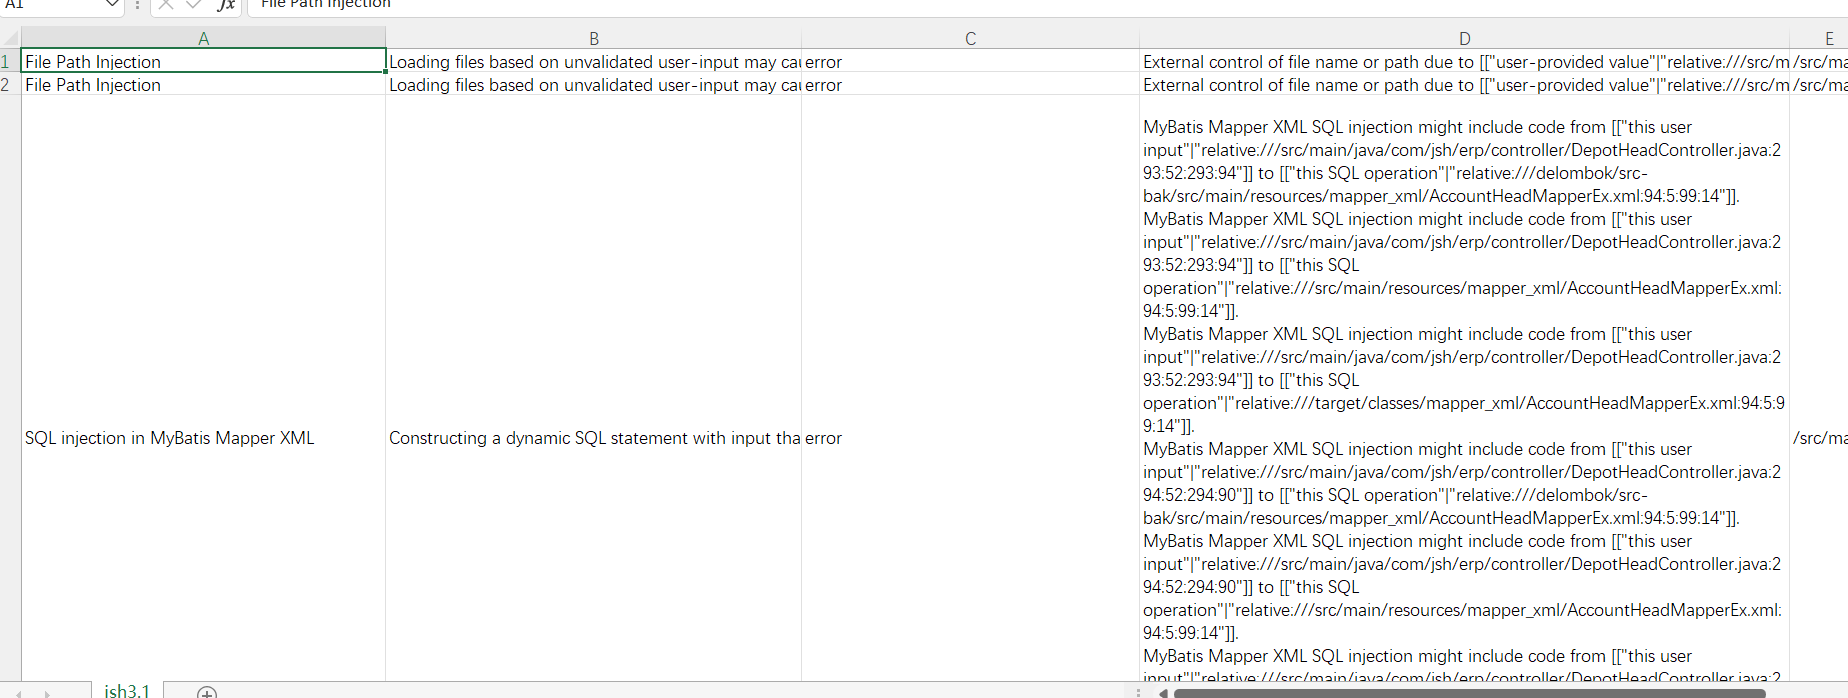 A1 fx File Path Injection
A B C D E
1 File Path Injection Loading files based on unvalidated user-input may cau error External control of file name or path due to [["user-provided value"|"relative:///src/m /src/ma
2 File Path Injection Loading files based on unvalidated user-input may cau error External control of file name or path due to [["user-provided value"|"relative:///src/m /src/ma
MyBatis Mapper XML SQL injection might include code from [["this user
input"|"relative:///src/main/java/com/jsh/erp/controller/DepotHeadController.java:2
93:52:293:94"]] to [["this SQL operation"|"relative:///delombok/src-
bak/src/main/resources/mapper_xml/AccountHeadMapperEx.xml:94:5:99:14"]].
MyBatis Mapper XML SQL injection might include code from [["this user
input"|"relative:///src/main/java/com/jsh/erp/controller/DepotHeadController.java:2
93:52:293:94"]] to [["this SQL
operation"|"relative:///src/main/resources/mapper_xml/AccountHeadMapperEx.xml:
94:5:99:14"]].
MyBatis Mapper XML SQL injection might include code from [["this user
input"|"relative:///src/main/java/com/jsh/erp/controller/DepotHeadController.java:2
93:52:293:94"]] to [["this SQL
operation"|"relative:///target/classes/mapper_xml/AccountHeadMapperEx.xml:94:5:9
9:14"]].
SQL injection in MyBatis Mapper XML Constructing a dynamic SQL statement with input tha error /src/ma
MyBatis Mapper XML SQL injection might include code from [["this user
input"|"relative:///src/main/java/com/jsh/erp/controller/DepotHeadController.java:2
94:52:294:90"]] to [["this SQL operation"|"relative:///delombok/src-
bak/src/main/resources/mapper_xml/AccountHeadMapperEx.xml:94:5:99:14"]].
MyBatis Mapper XML SQL injection might include code from [["this user
input"|"relative:///src/main/java/com/jsh/erp/controller/DepotHeadController.java:2
94:52:294:90"]] to [["this SQL
operation"|"relative:///src/main/resources/mapper_xml/AccountHeadMapperEx.xml:
94:5:99:14"]].
MyBatis Mapper XML SQL injection might include code from [["this user
input"|"relative:///src/main/java/com/jsh/erp/controller/DepotHeadController.java:2
jsh3.1